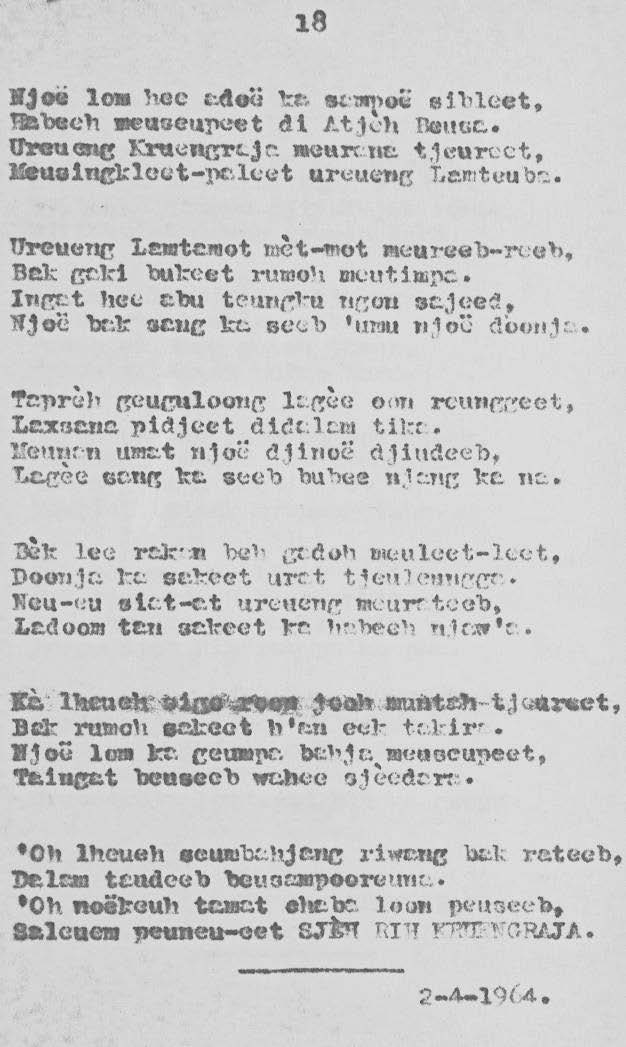 18
Njoë lom hee adoë ka sampoë sibleet,
Habeeh meuseupeet di Atjèh Beusa.
Ureueng Kruengraja meurana tjeureet,
Meusingkleet-paleet ureueng Lamteuba.
Ureueng Lamtamot mèt-mot meureeb-reeb,
Bak gaki bukeet rumoh meutimpa.
Ingat hee abu teungku ngon sajeed,
Njoë bak sang ka seeb 'umu njoë doonja.
Taprèh geuguloong lagèe oon reunggeet,
Laxsana pidjeet didalam tika.
Meunan umat njoë djinoë djiudeeb,
Lagèe sang ka seeb bubee njang ka na.
Bèk lee rakan beh gadoh meuleet-leet,
Doonja ka sakeet urat tjeulenngga.
Neu-eu siat-at ureueng meurateeb,
Ladoom tan sakeet ka habeeh njaw'a.
Kà lheueh jooh muntah-tjeureet,
Bak rumoh sakeet h'an eek takira.
Njoë lom ka geumpa bahja meuseupeet,
Taingat beuseeb wahee sjèedara.
'Oh lheueh seumbahjang riwang bak rateeb,
Dalam taudeeb beusampooreuna.
'Oh noëkeuh tamat ehaba loon peuseeb,
Saleuem peuneu-eet SJÈH RIH KRUENGRAJA.
2-4-1964.